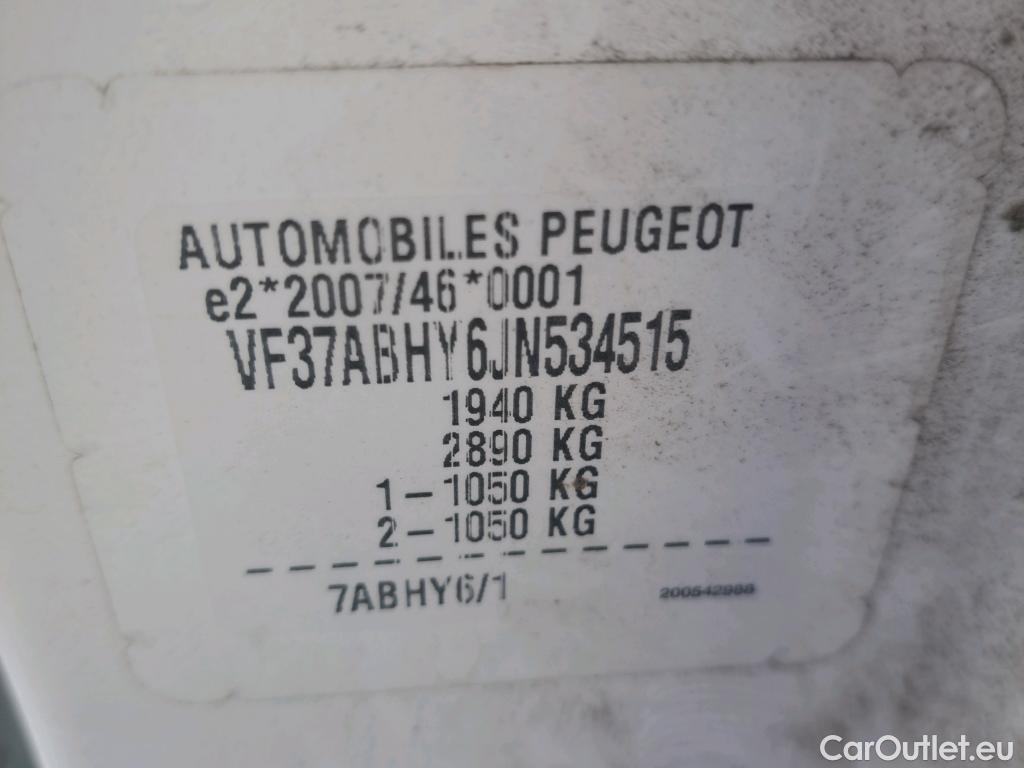 AUTOMOBILES PEUGEOT
e2*2007/46*0001
VF37ABHY6JN534515
1940 KG
2890 KG
1-1050 KG
2-1050 KG
7ABHY6/1 200542988
CarOutlet.eu